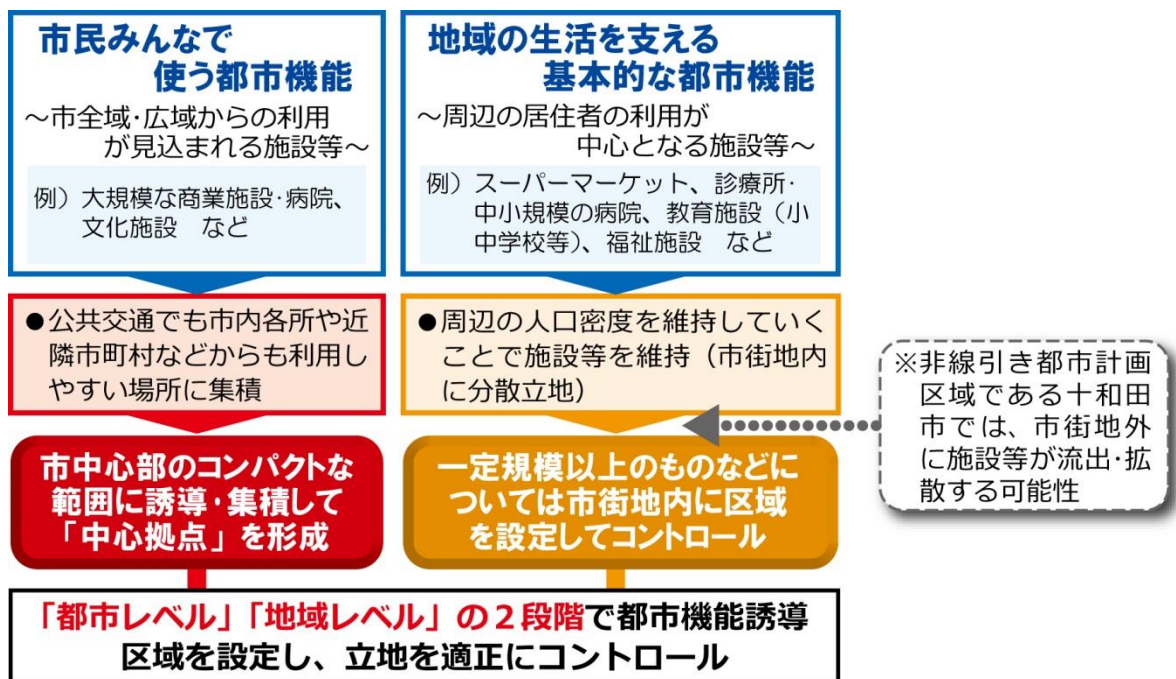 市民みんなで
使う都市機能
～市全域・広域からの利用
が見込まれる施設等～
例）大規模な商業施設・病院、
文化施設　など
公共交通でも市内各所や近
隣市町村などからも利用し
やすい場所に集積
市中心部のコンパクトな
範囲に誘導・集積して
「中心拠点」を形成
地域の生活を支える
基本的な都市機能
～周辺の居住者の利用が
中心となる施設等～
例）スーパーマーケット、診療所・
中小規模の病院、教育施設（小
中学校等）、福祉施設　など
●周辺の人口密度を維持していく
ことで施設等を維持（市街地内
に分散立地）
一定規模以上のものなどに
ついては市街地内に区域
を設定してコントロール
※非線引き都市計画
区域である十和田
市では、市街地外
に施設等が流出・拡
散する可能性
「都市レベル」「地域レベル」の２段階で都市機能誘導
区域を設定し、立地を適正にコントロール